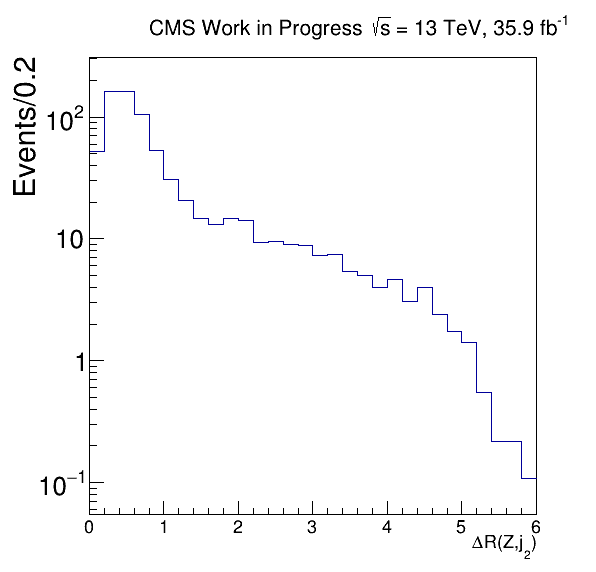 CMS Work in Progress √s = 13 TeV, 35.9 fb⁻¹
Events/0.2
10²
10
1
10⁻¹
0 1 2 3 4 5 6
ΔR(Z,j₂)